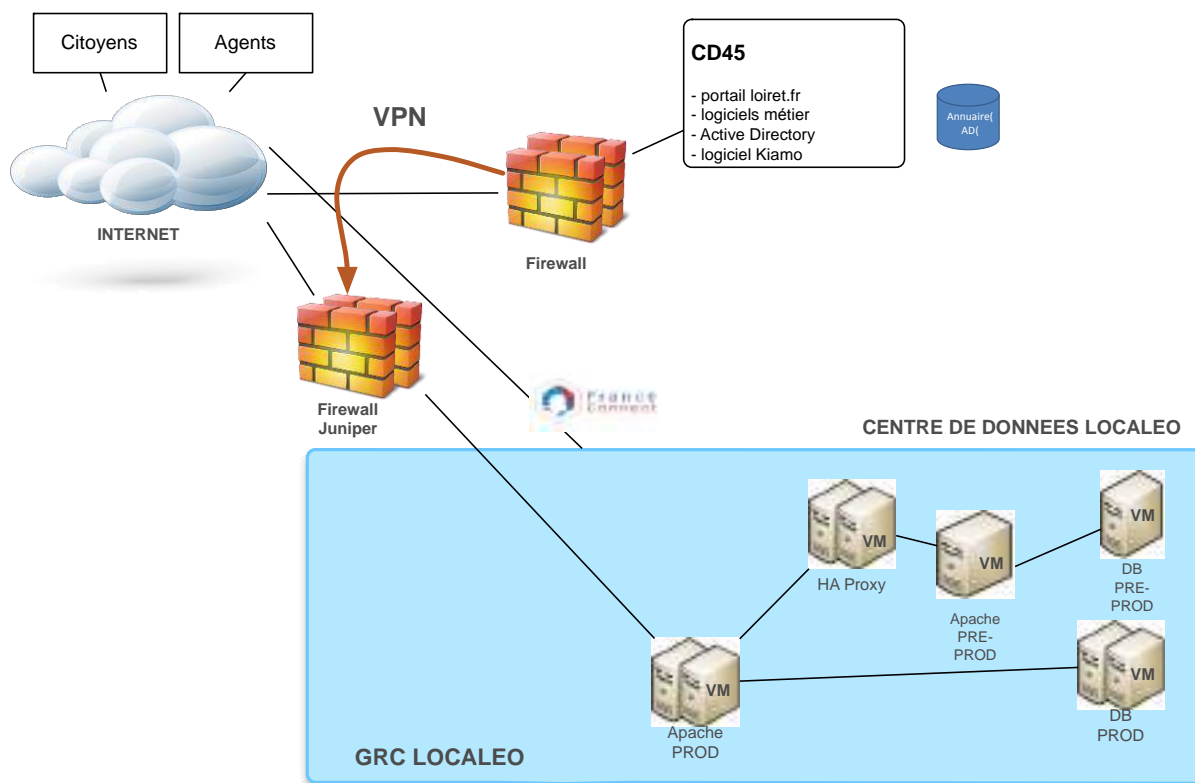 Citoyens
Agents
CD45
- portail loiret.fr
- logiciels métier
- Active Directory
- logiciel Kiamo
Annuaire(
AD(
VPN
INTERNET
Firewall
Firewall
Juniper
France
Connect
CENTRE DE DONNEES LOCALEO
VM
HA Proxy
VM
Apache
PRE-
PROD
VM
DB
PRE-
PROD
VM
Apache
PROD
VM
DB
PROD
GRC LOCALEO